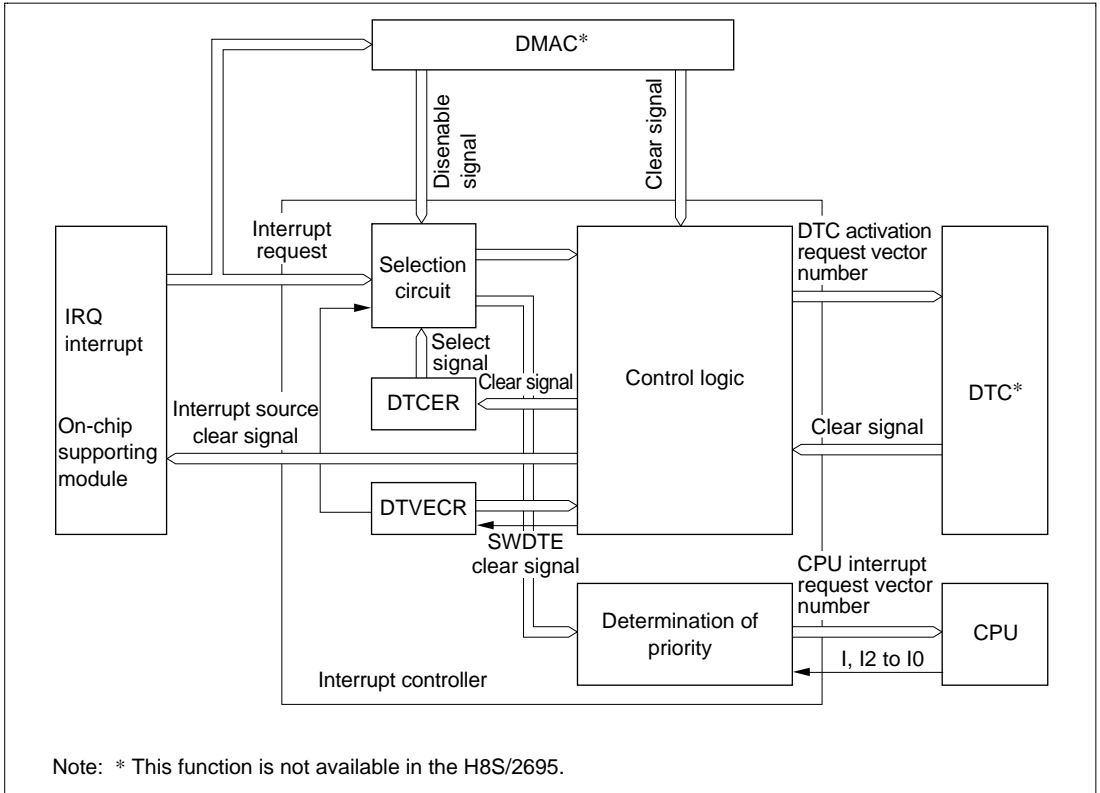 DMAC*
Disenable
signal
Clear signal
Interrupt
request
Selection
circuit
DTC activation
request vector
number
IRQ
interrupt
Select
signal
Clear signal
Control logic
DTC*
DTCER
Interrupt source
clear signal
Clear signal
On-chip
supporting
module
DTVECR
SWDTE
clear signal
CPU interrupt
request vector
number
Determination of
priority
CPU
I, I2 to I0
Interrupt controller
Note: * This function is not available in the H8S/2695.